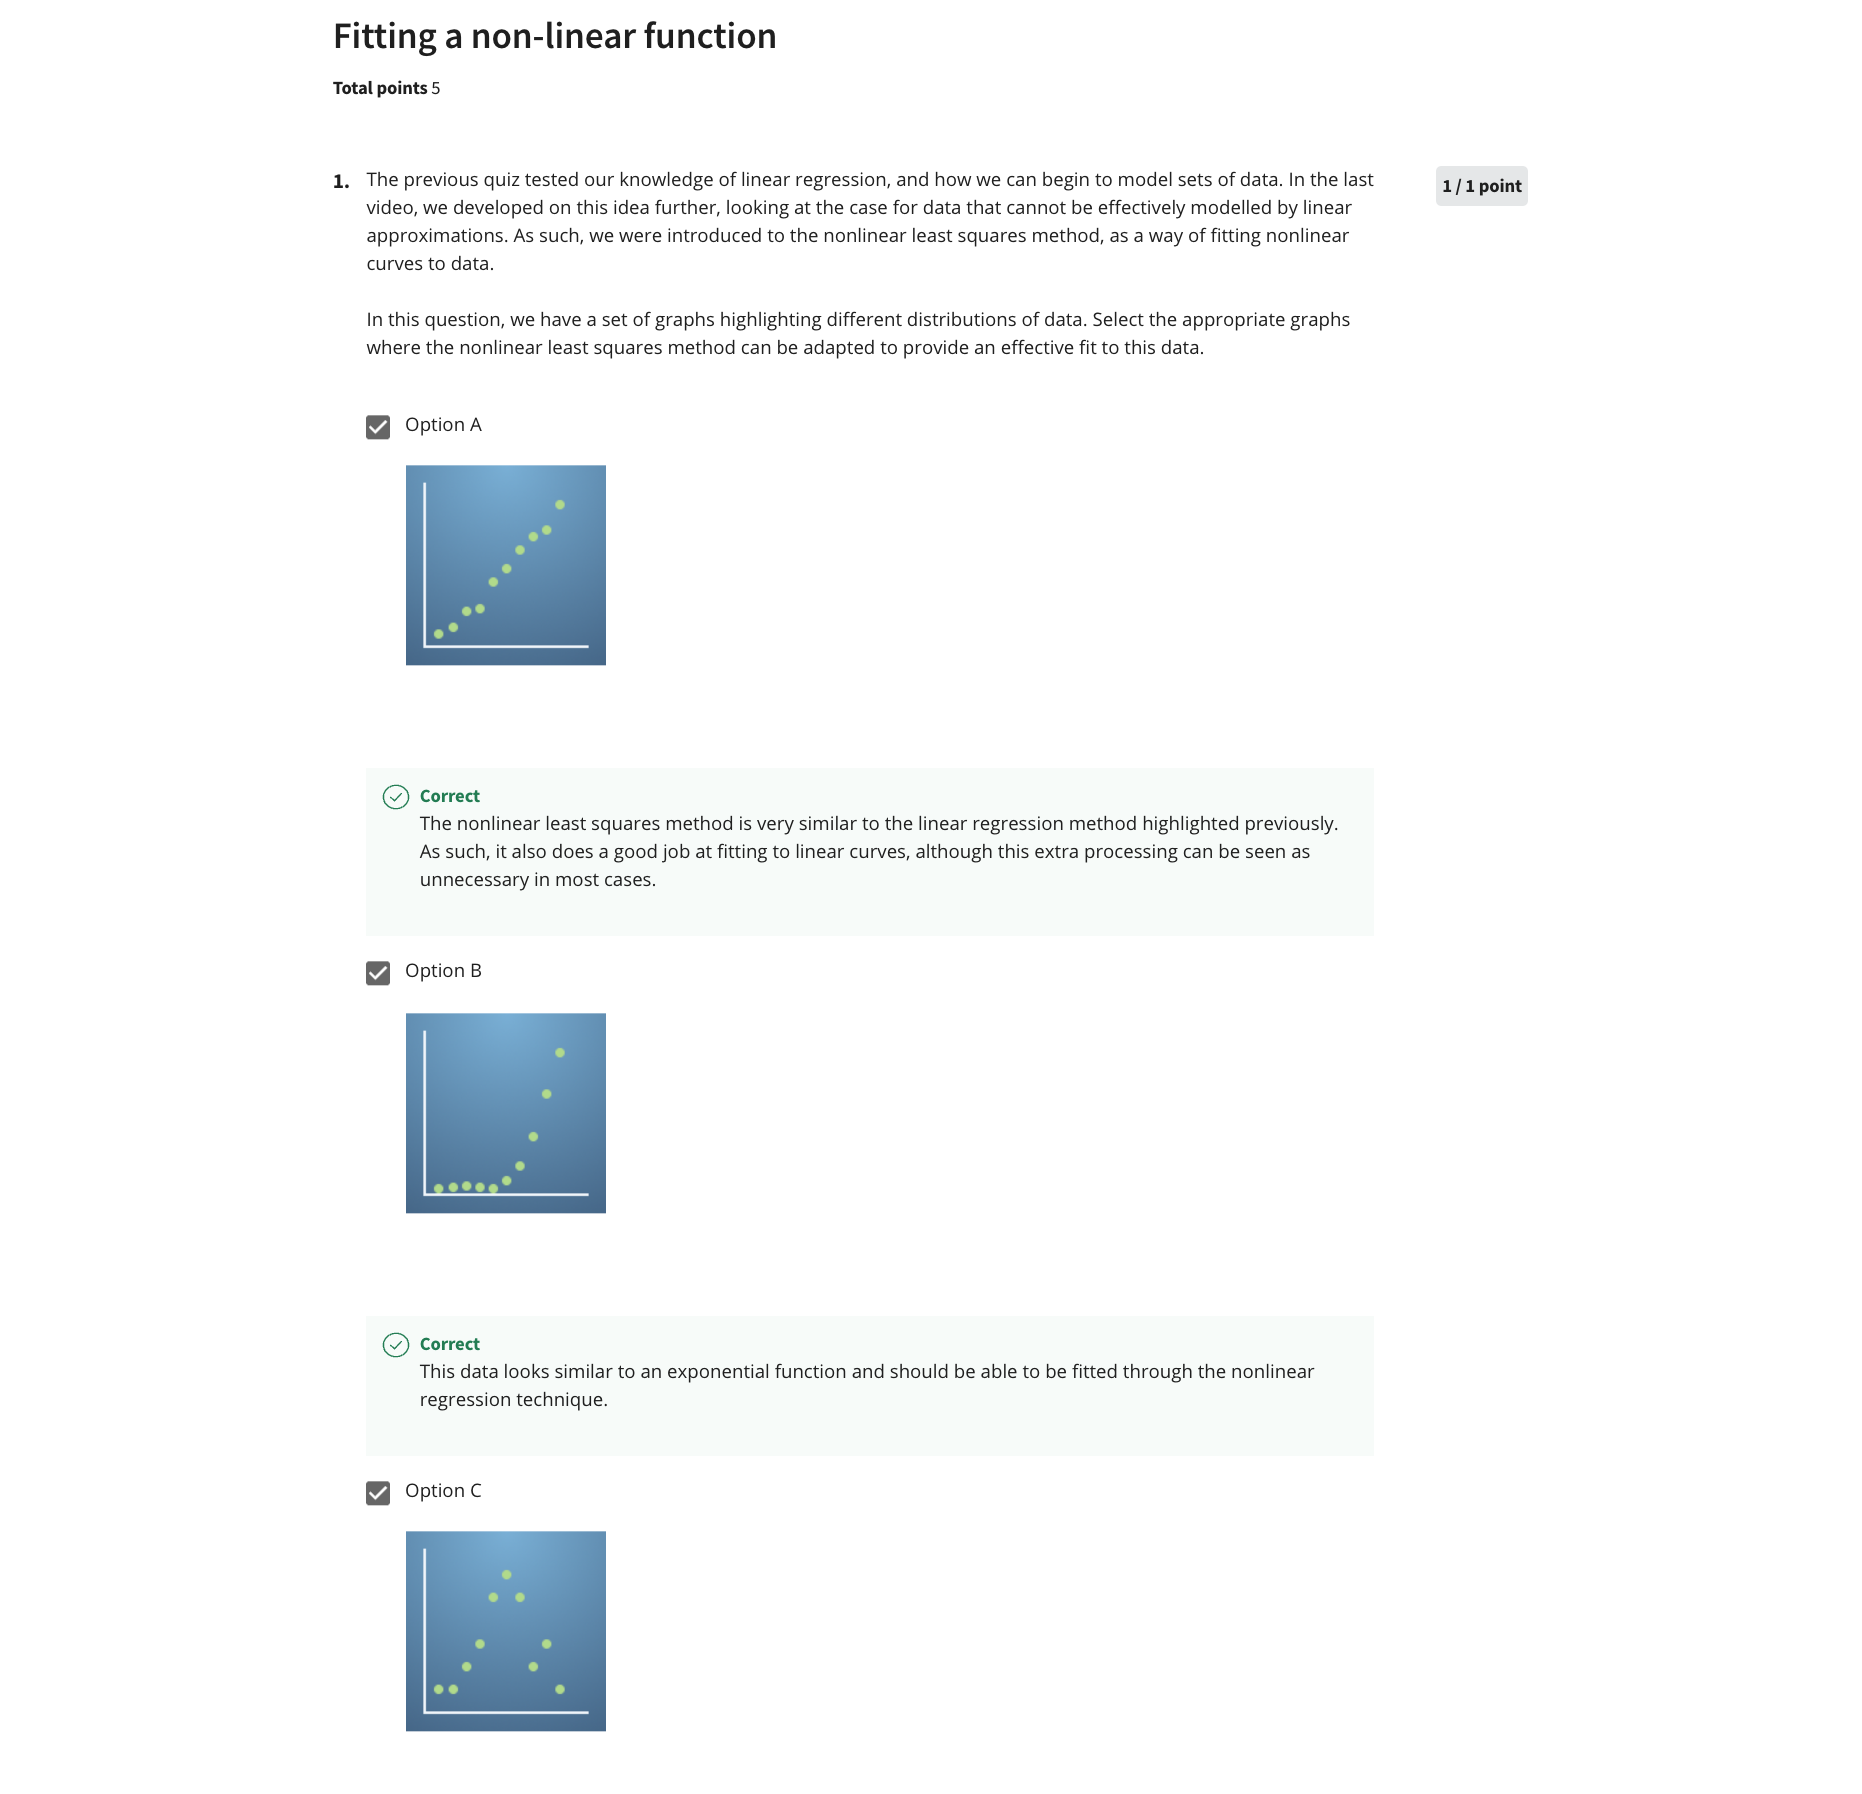 Fitting a non-linear function
Total points 5
1. The previous quiz tested our knowledge of linear regression, and how we can begin to model sets of data. In the last
1 / 1 point
video, we developed on this idea further, looking at the case for data that cannot be effectively modelled by linear
approximations. As such, we were introduced to the nonlinear least squares method, as a way of fitting nonlinear
curves to data.
In this question, we have a set of graphs highlighting different distributions of data. Select the appropriate graphs
where the nonlinear least squares method can be adapted to provide an effective fit to this data.
Option A
Correct
The nonlinear least squares method is very similar to the linear regression method highlighted previously.
As such, it also does a good job at fitting to linear curves, although this extra processing can be seen as
unnecessary in most cases.
Option B
Correct
This data looks similar to an exponential function and should be able to be fitted through the nonlinear
regression technique.
Option C